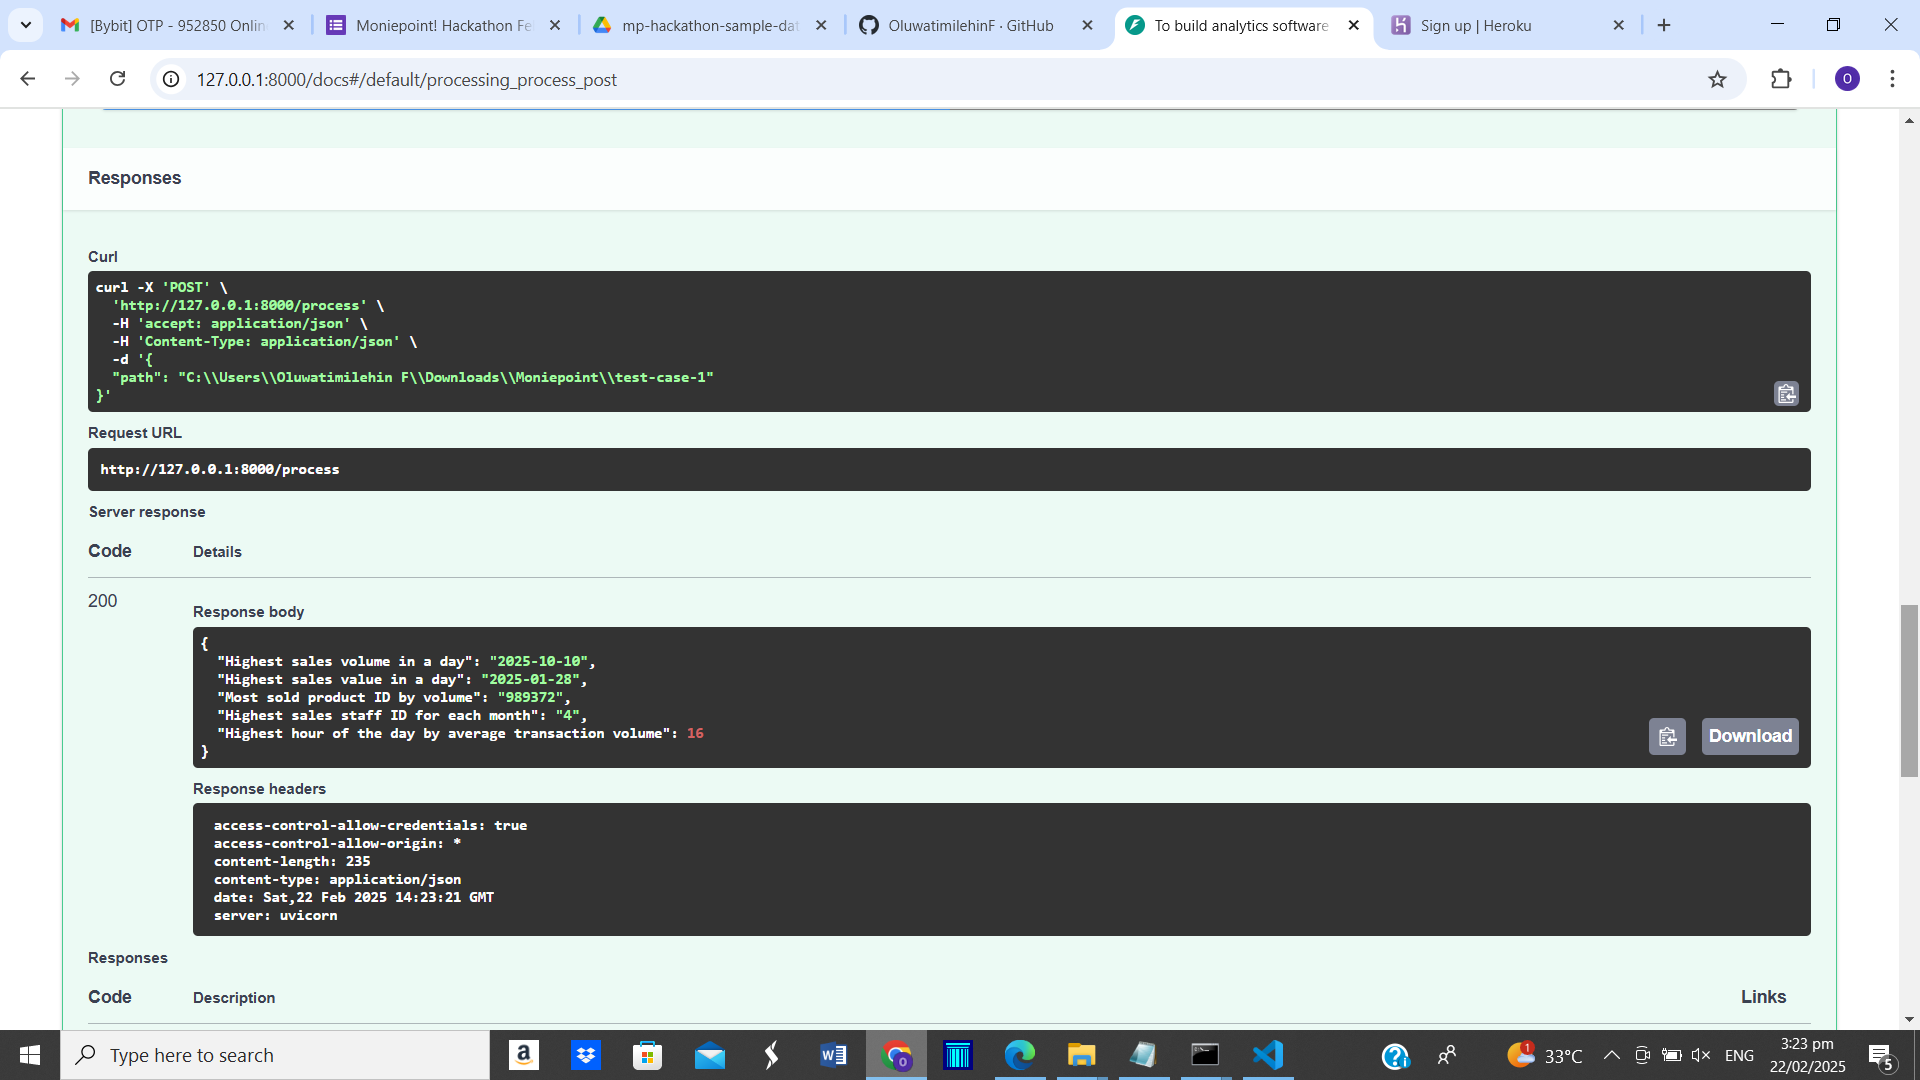 [Bybit] OTP - 952850 Onlin
Moniepoint! Hackathon Fe
mp-hackathon-sample-dat
OluwatimilehinF · GitHub
To build analytics software
Sign up | Heroku
127.0.0.1:8000/docs#/default/processing_process_post
O
Responses
Curl
curl -X 'POST' \
'http://127.0.0.1:8000/process' \
-H 'accept: application/json' \
-H 'Content-Type: application/json' \
-d '{
"path": "C:\\Users\\Oluwatimilehin F\\Downloads\\Moniepoint\\test-case-1"
}'
Request URL
http://127.0.0.1:8000/process
Server response
Code Details
200
Response body
{
"Highest sales volume in a day": "2025-10-10",
"Highest sales value in a day": "2025-01-28",
"Most sold product ID by volume": "989372",
"Highest sales staff ID for each month": "4",
"Highest hour of the day by average transaction volume": 16
}
Download
Response headers
access-control-allow-credentials: true
access-control-allow-origin: *
content-length: 235
content-type: application/json
date: Sat,22 Feb 2025 14:23:21 GMT
server: uvicorn
Responses
Code Description Links
Type here to search
33°C
ENG
3:23 pm
22/02/2025
5